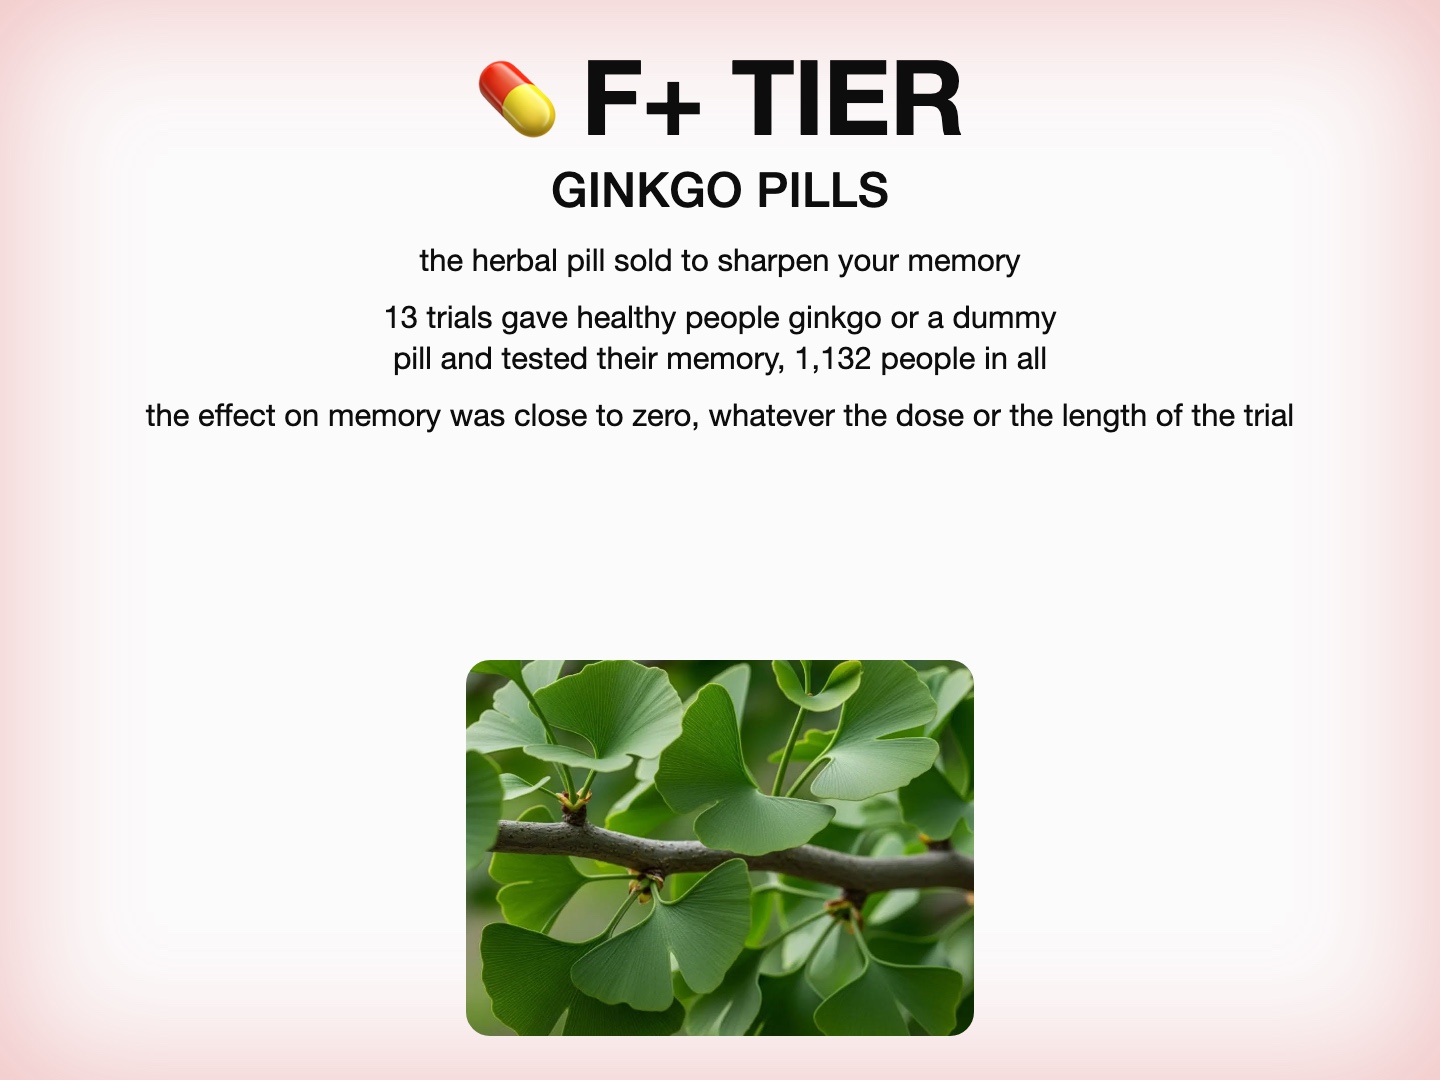 💊 F+ TIER
GINKGO PILLS
the herbal pill sold to sharpen your memory
13 trials gave healthy people ginkgo or a dummy
pill and tested their memory, 1,132 people in all
the effect on memory was close to zero, whatever the dose or the length of the trial